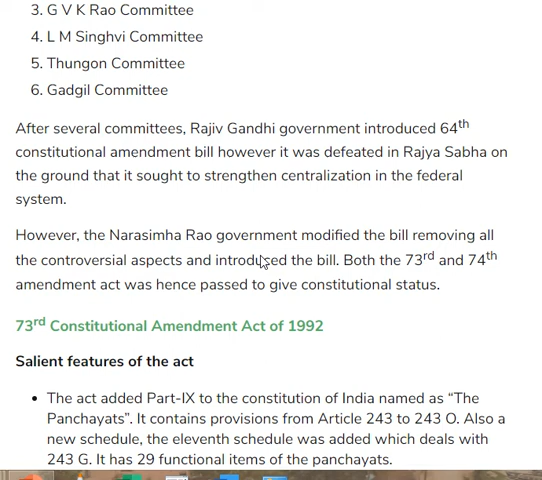 3. G V K Rao Committee
4. L M Singhvi Committee
5. Thungon Committee
6. Gadgil Committee
After several committees, Rajiv Gandhi government introduced 64th
constitutional amendment bill however it was defeated in Rajya Sabha on
the ground that it sought to strengthen centralization in the federal
system.
However, the Narasimha Rao government modified the bill removing all
the controversial aspects and introduced the bill. Both the 73rd and 74th
amendment act was hence passed to give constitutional status.
73rd Constitutional Amendment Act of 1992
Salient features of the act
• The act added Part-IX to the constitution of India named as “The
Panchayats”. It contains provisions from Article 243 to 243 O. Also a
new schedule, the eleventh schedule was added which deals with
243 G. It has 29 functional items of the panchayats.